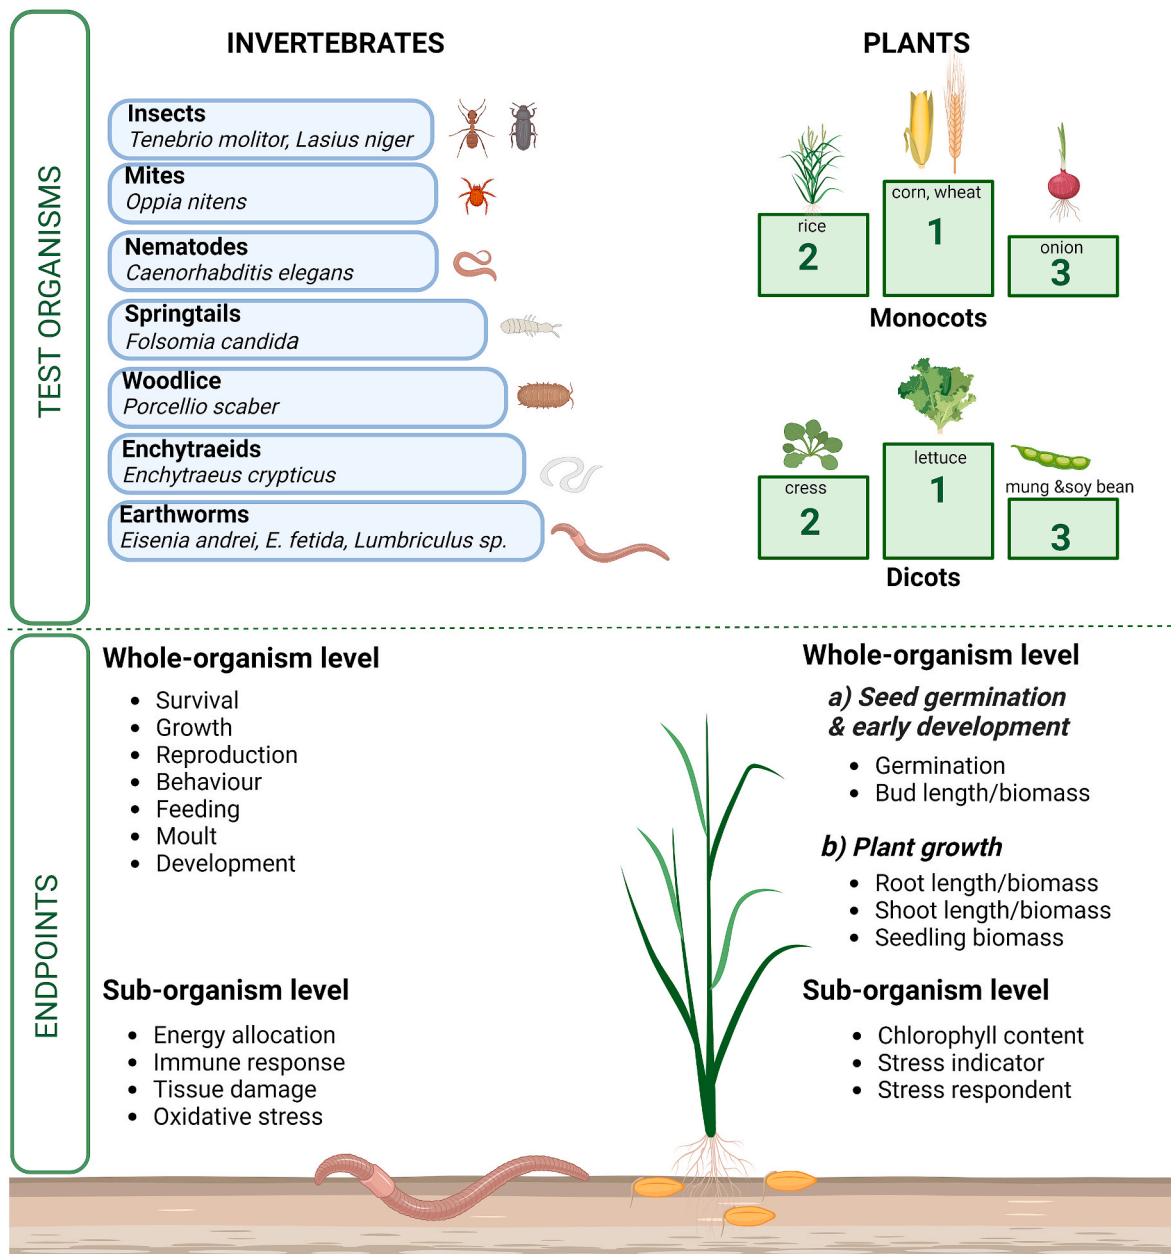 TEST ORGANISMS
INVERTEBRATES
Insects
Tenebrio molitor, Lasius niger
Mites
Oppia nitens
Nematodes
Caenorhabditis elegans
Springtails
Folsomia candida
Woodlice
Porcellio scaber
Enchytraeids
Enchytraeus crypticus
Earthworms
Eisenia andrei, E. fetida, Lumbriculus sp.
PLANTS
rice
2
corn, wheat
1
onion
3
Monocots
cress
2
lettuce
1
mung &soy bean
3
Dicots
ENDPOINTS
Whole-organism level
• Survival
• Growth
• Reproduction
• Behaviour
• Feeding
• Moult
• Development
Sub-organism level
• Energy allocation
• Immune response
• Tissue damage
• Oxidative stress
Whole-organism level
a) Seed germination
& early development
• Germination
• Bud length/biomass
b) Plant growth
• Root length/biomass
• Shoot length/biomass
• Seedling biomass
Sub-organism level
• Chlorophyll content
• Stress indicator
• Stress respondent